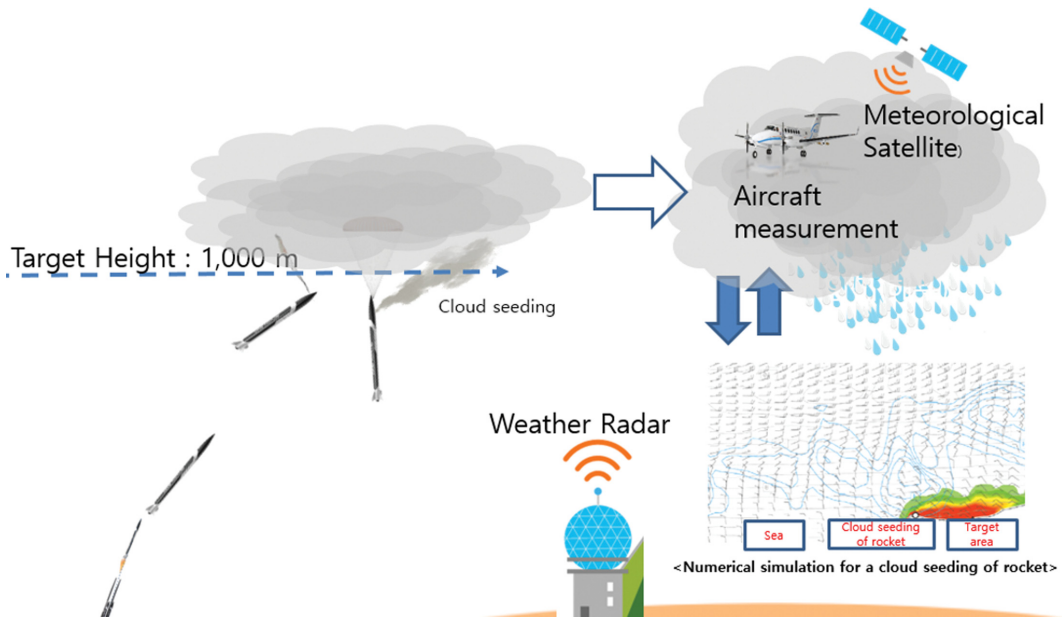 Meteorological
Satellite)
Aircraft
measurement
Target Height : 1,000 m
Cloud seeding
Weather Radar
Sea
Cloud seeding
of rocket
Target
area
<Numerical simulation for a cloud seeding of rocket>